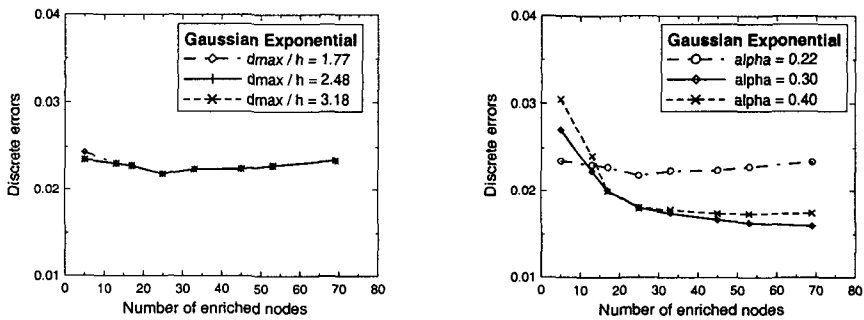 0.04
0.03
0.02
0.01
Discrete errors
Gaussian Exponential
dmax / h = 1.77
dmax / h = 2.48
dmax / h = 3.18
0 10 20 30 40 50 60 70 80
Number of enriched nodes
0.04
0.03
0.02
0.01
Discrete errors
Gaussian Exponential
alpha = 0.22
alpha = 0.30
alpha = 0.40
0 10 20 30 40 50 60 70 80
Number of enriched nodes